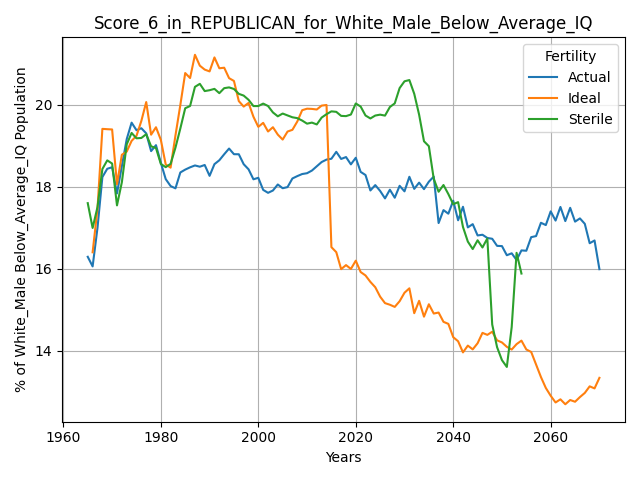 Score_6_in_REPUBLICAN_for_White_Male_Below_Average_IQ
% of White_Male Below_Average_IQ Population
20
18
16
14
Fertility
Actual
Ideal
Sterile
1960
1980
2000
2020
2040
2060
Years